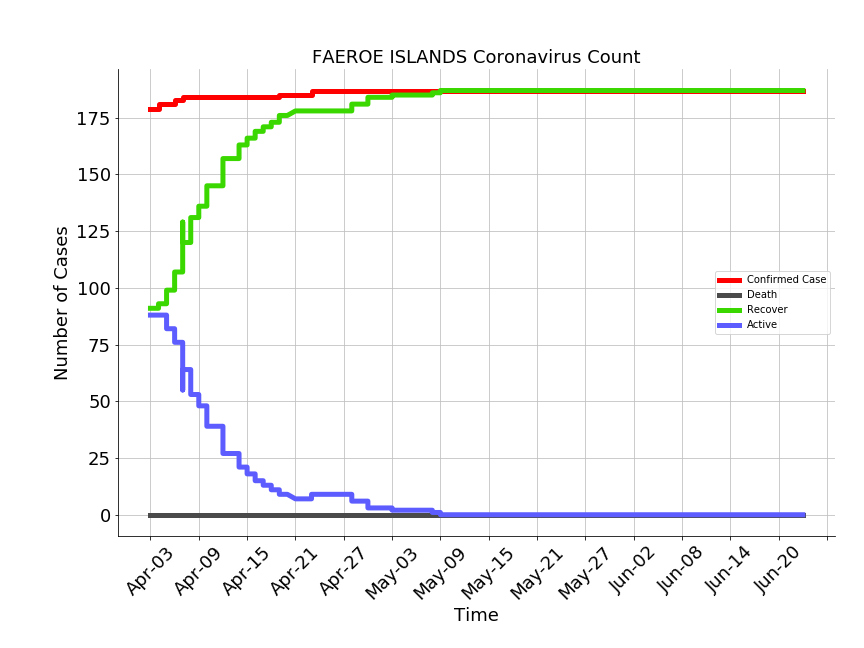 FAEROE ISLANDS Coronavirus Count
Number of Cases
175
150
125
100
75
50
25
0
Confirmed Case
Death
Recover
Active
Apr-03
Apr-09
Apr-15
Apr-21
Apr-27
May-03
May-09
May-15
May-21
May-27
Jun-02
Jun-08
Jun-14
Jun-20
Time